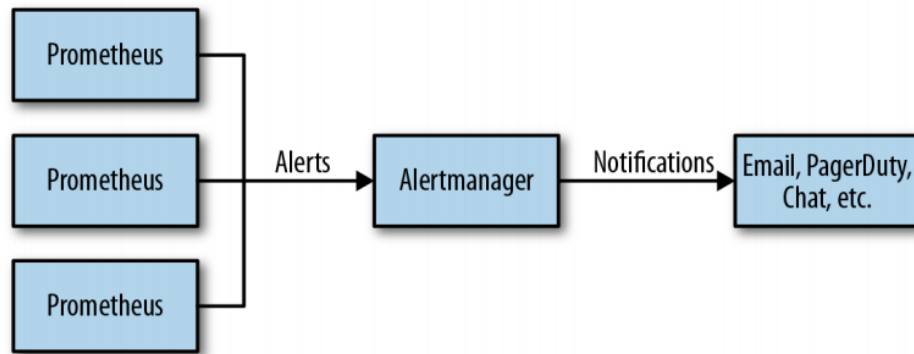 Prometheus
Prometheus
Prometheus
Alerts
Alertmanager
Notifications
Email, PagerDuty,
Chat, etc.